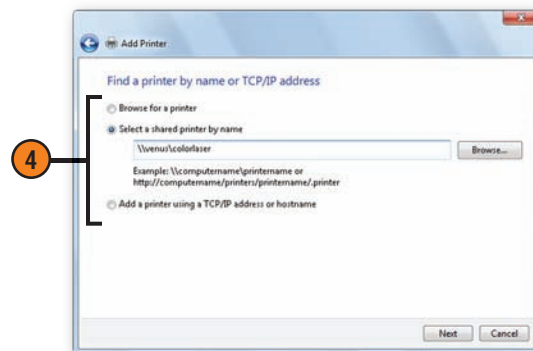 Add Printer
Find a printer by name or TCP/IP address
Browse for a printer
Select a shared printer by name
\\venus\colorlaser
Browse...
Example: \\computername\printername or
http://computername/printers/printername/.printer
Add a printer using a TCP/IP address or hostname
4
Next
Cancel